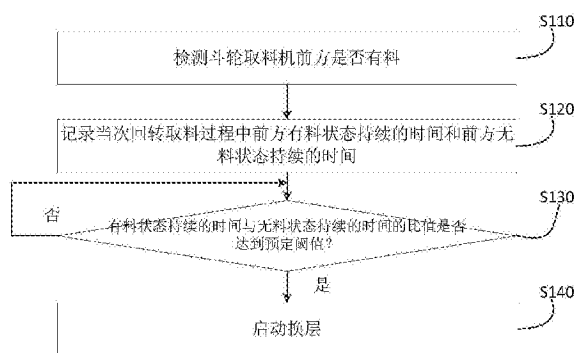 S110
检测斗轮取料机前方是否有料
S120
记录当次回转取料过程中前方有料状态持续的时间和前方无
料状态持续的时间
S130
否
有料状态持续的时间与无料状态持续的时间的比值是否
达到预定阈值?
是
S140
启动换层